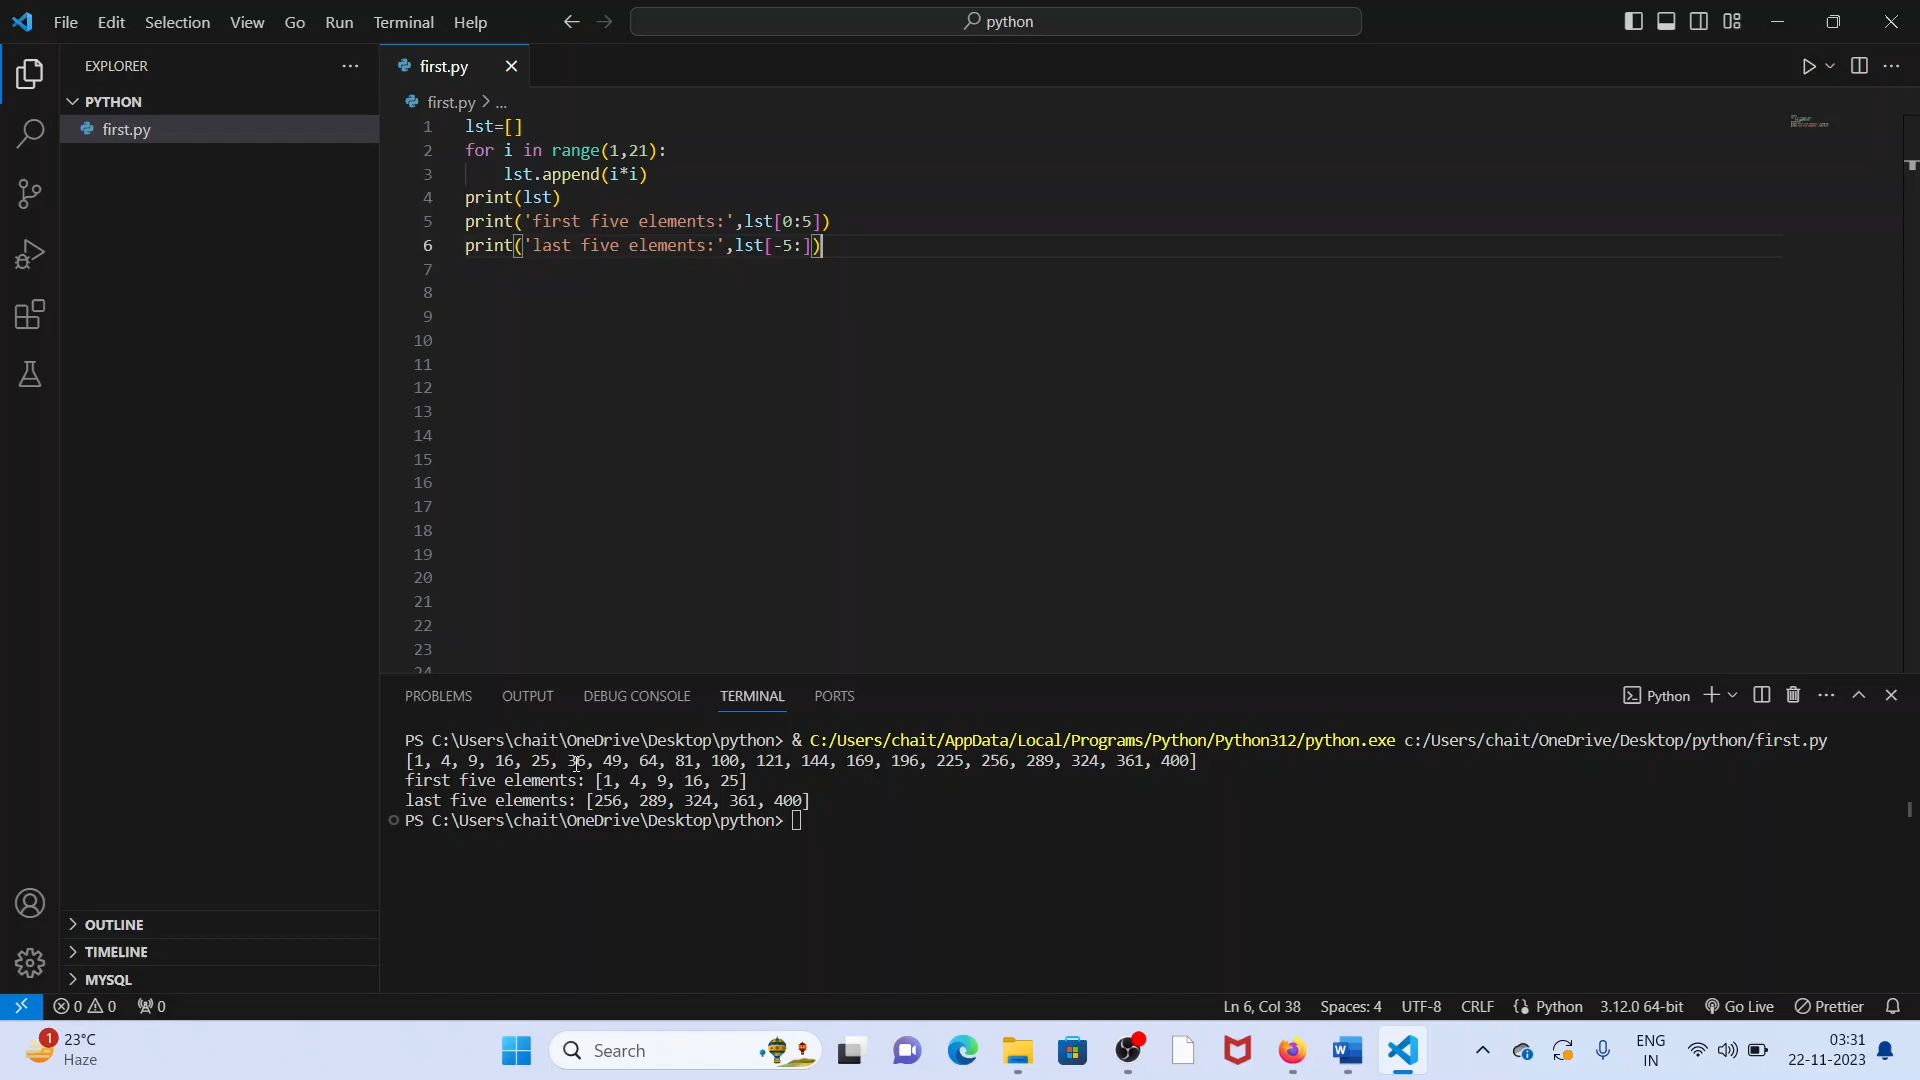 File Edit Selection View Go Run Terminal Help
python
EXPLORER
PYTHON
first.py
OUTLINE
TIMELINE
MYSQL
first.py
first.py > ...
1 lst=[]
2 for i in range(1,21):
3 lst.append(i*i)
4 print(lst)
5 print('first five elements:',lst[0:5])
6 print('last five elements:',lst[-5:])
7
8
9
10
11
12
13
14
15
16
17
18
19
20
21
22
23
24
PROBLEMS OUTPUT DEBUG CONSOLE TERMINAL PORTS
Python
PS C:\Users\chait\OneDrive\Desktop\python> & C:/Users/chait/AppData/Local/Programs/Python/Python312/python.exe c:/Users/chait/OneDrive/Desktop/python/first.py
[1, 4, 9, 16, 25, 36, 49, 64, 81, 100, 121, 144, 169, 196, 225, 256, 289, 324, 361, 400]
first five elements: [1, 4, 9, 16, 25]
last five elements: [256, 289, 324, 361, 400]
PS C:\Users\chait\OneDrive\Desktop\python>
0 0 0
Ln 6, Col 38 Spaces: 4 UTF-8 CRLF Python 3.12.0 64-bit Go Live Prettier
1
23°C
Haze
Search
ENG
IN
03:31
22-11-2023